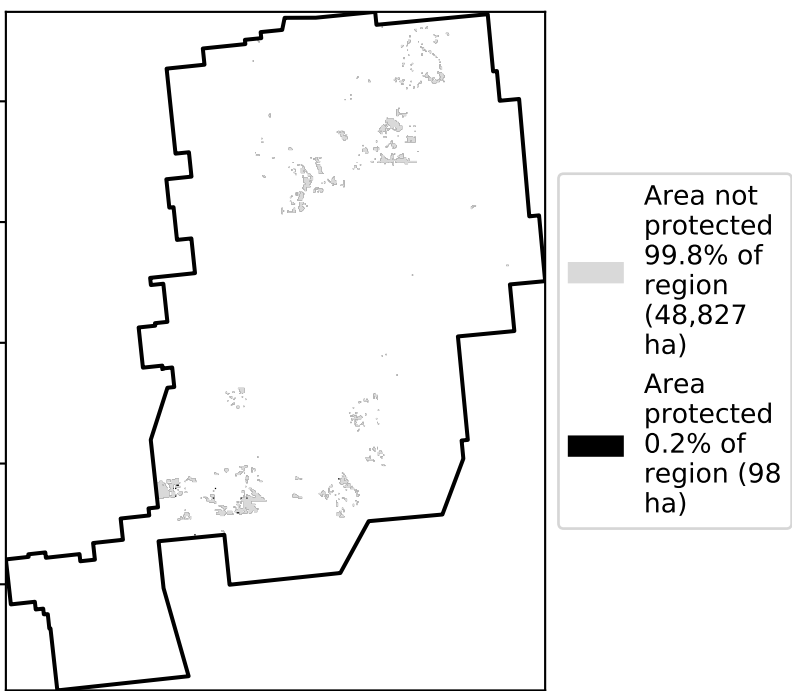 Area not
protected
99.8% of
region
(48,827
ha)
Area
protected
0.2% of
region (98
ha)